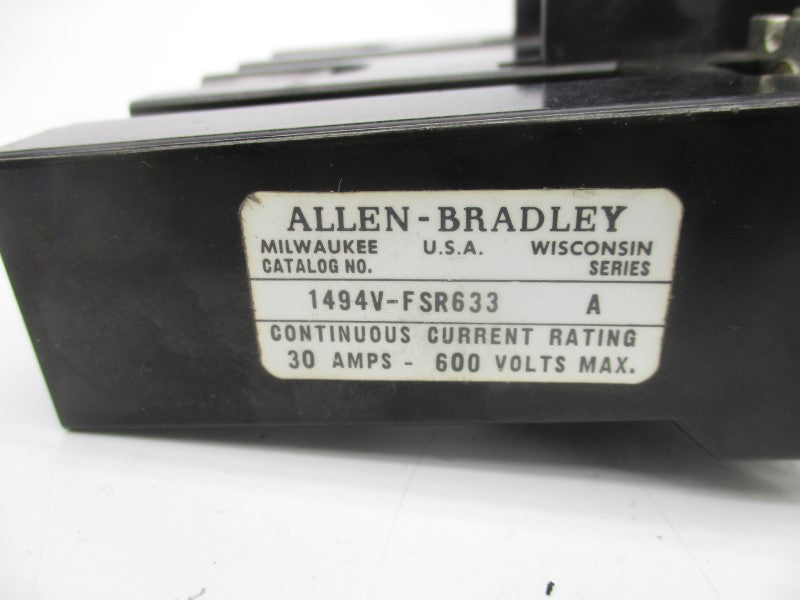 ALLEN-BRADLEY
MILWAUKEE U.S.A. WISCONSIN
CATALOG NO. SERIES
1494V-FSR633 A
CONTINUOUS CURRENT RATING
30 AMPS - 600 VOLTS MAX.